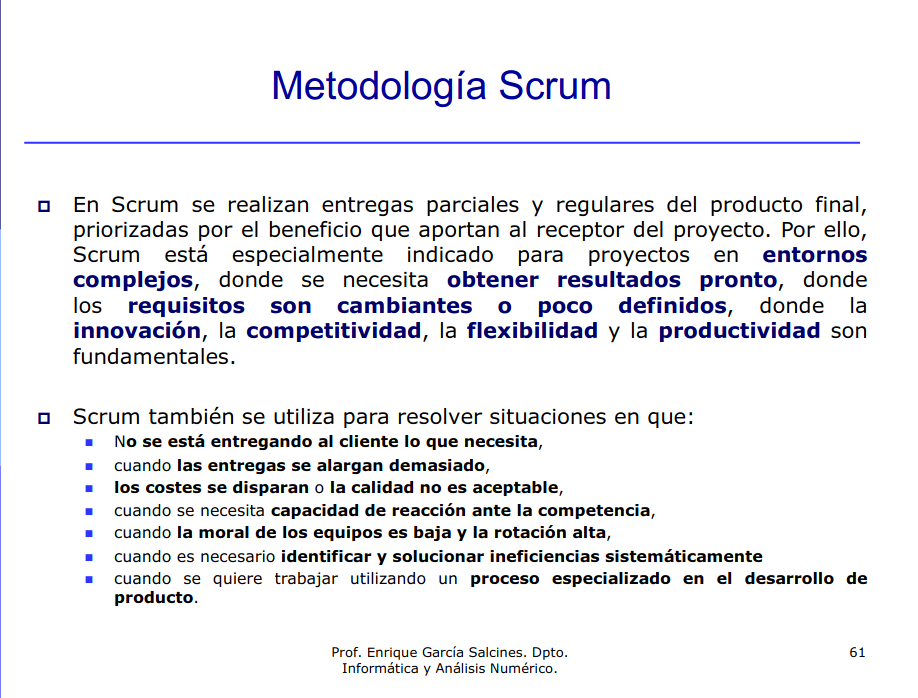 Metodología Scrum
En Scrum se realizan entregas parciales y regulares del producto final,
priorizadas por el beneficio que aportan al receptor del proyecto. Por ello,
Scrum está especialmente indicado para proyectos en entornos
complejos, donde se necesita obtener resultados pronto, donde
los requisitos son cambiantes o poco definidos, donde la
innovación, la competitividad, la flexibilidad y la productividad son
fundamentales.
Scrum también se utiliza para resolver situaciones en que:
No se está entregando al cliente lo que necesita,
cuando las entregas se alargan demasiado,
los costes se disparan o la calidad no es aceptable,
cuando se necesita capacidad de reacción ante la competencia,
cuando la moral de los equipos es baja y la rotación alta,
cuando es necesario identificar y solucionar ineficiencias sistemáticamente
cuando se quiere trabajar utilizando un proceso especializado en el desarrollo de
producto.
Prof. Enrique García Salcines. Dpto.
Informática y Análisis Numérico.
61